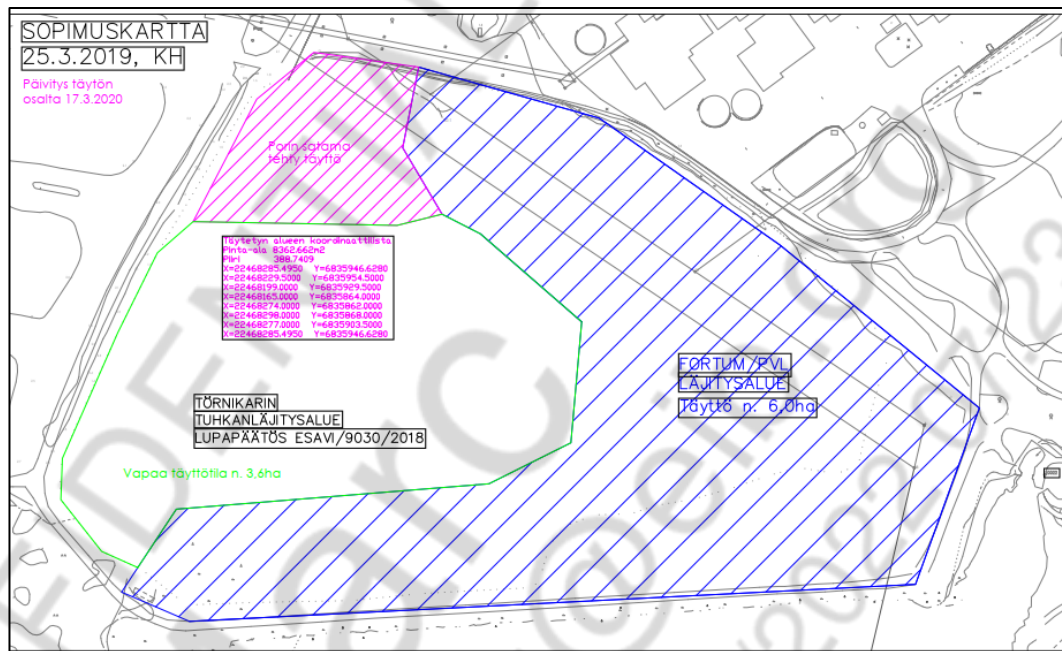 SOPIMUSKARTTA
25.3.2019, KH
Päivitys täytön
osalta 17.3.2020
Porin satama
tehty täyttö
Täytetyn alueen koordinaattilista
Pinta-ala 8362.662m2
Piiri 388.7409
X=22468285.4950 Y=6835946.6280
X=22468229.5000 Y=6835954.5000
X=22468199.0000 Y=6835929.5000
X=22468165.0000 Y=6835864.0000
X=22468274.0000 Y=6835862.0000
X=22468298.0000 Y=6835868.0000
X=22468277.0000 Y=6835903.5000
X=22468285.4950 Y=6835946.6280
FORTUM/PVL
LÄJITYSALUE
Täyttö n. 6,0ha
TÖRNIKARIN
TUHKANLÄJITYSALUE
LUPAPÄÄTÖS ESAVI/9030/2018
Vapaa täyttötila n. 3,6ha